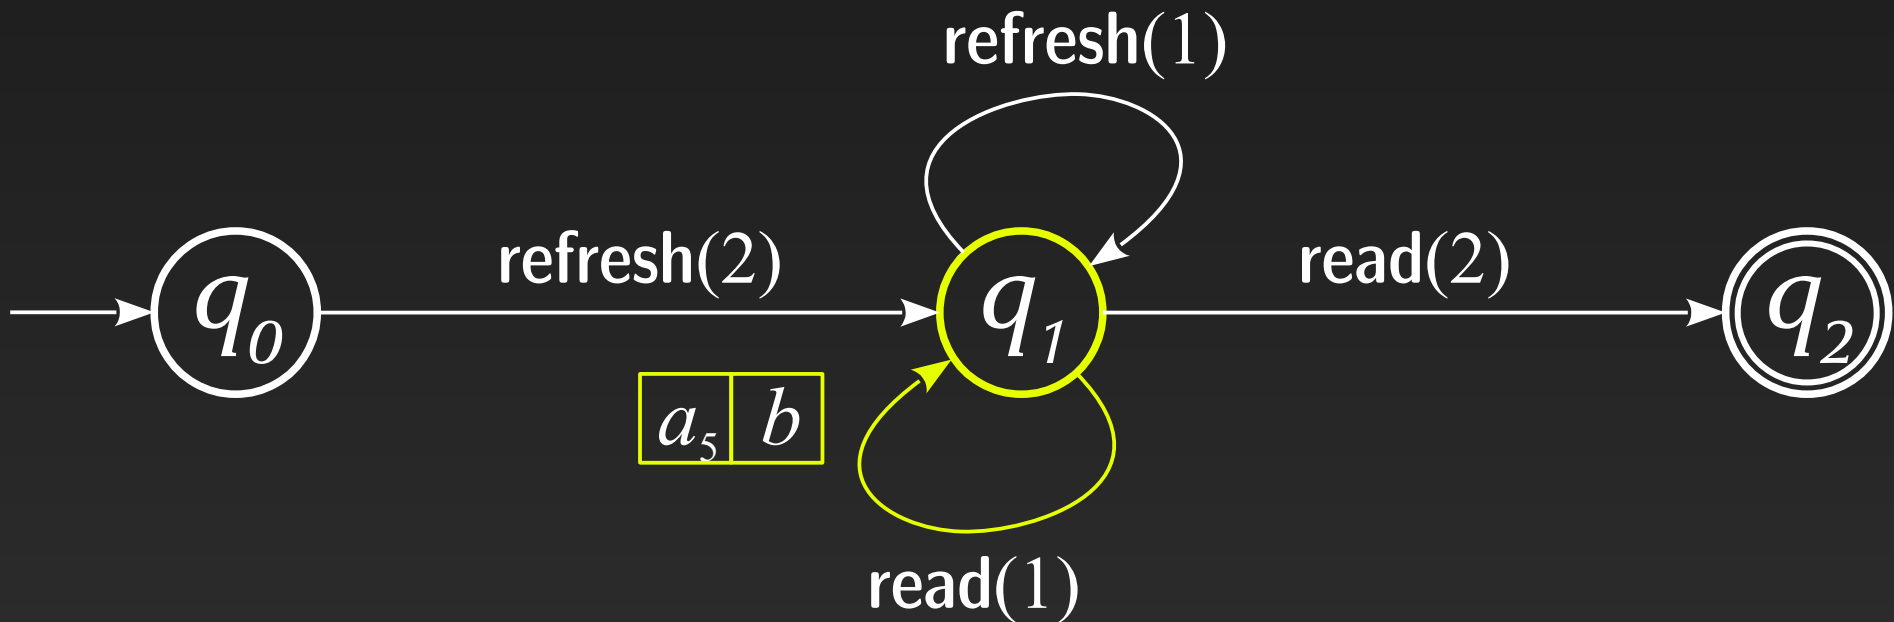 refresh(1)
q₀ refresh(2) q₁ read(2) q₂
a₅ b
read(1)